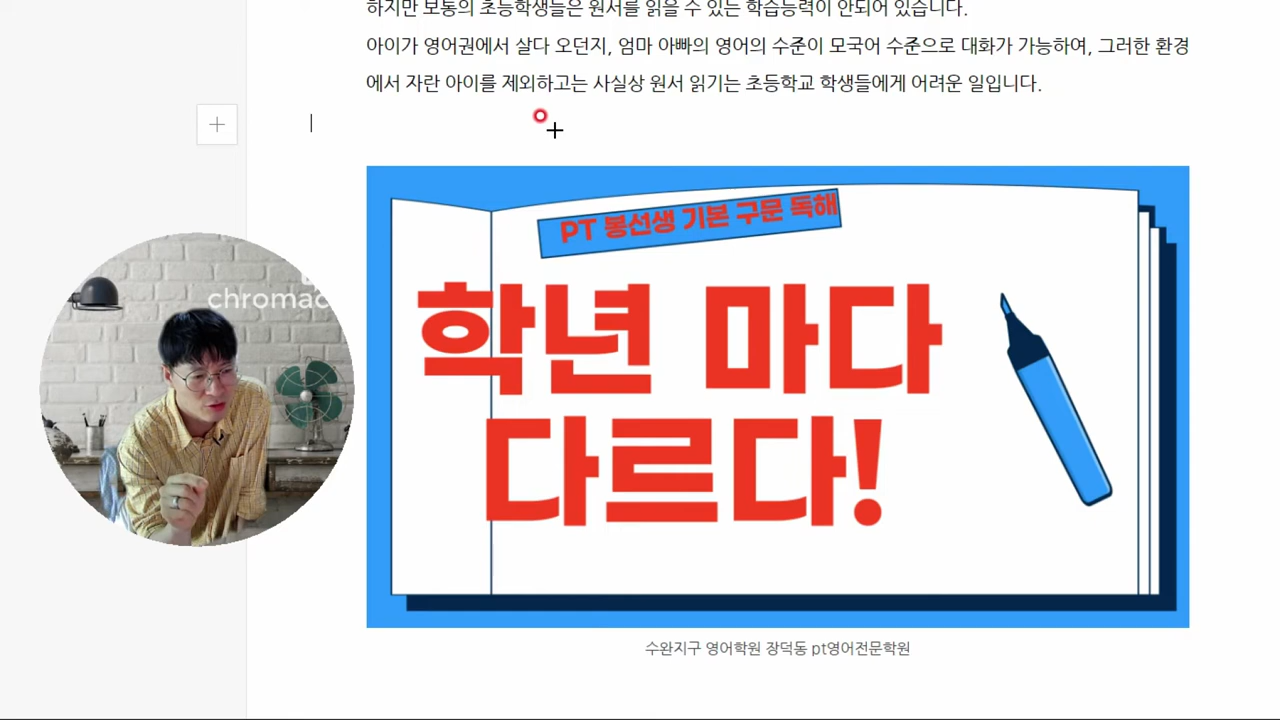 하지만 보통의 초등학생들은 원서를 읽을 수 있는 학습능력이 안되어 있습니다.
아이가 영어권에서 살다 오던지, 엄마 아빠의 영어의 수준이 모국어 수준으로 대화가 가능하여, 그러한 환경
에서 자란 아이를 제외하고는 사실상 원서 읽기는 초등학교 학생들에게 어려운 일입니다.
PT 봉선생 기본 구문 독해
학년 마다
다르다!
수완지구 영어학원 장덕동 pt영어전문학원